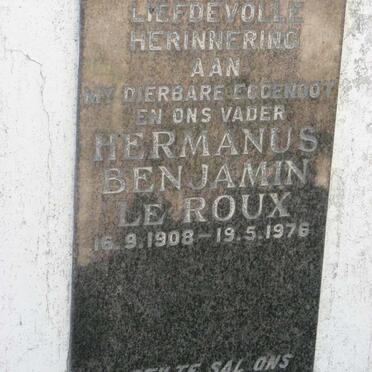 LIEFDEVOLLE
HERINNERING
AAN
MY DIERBARE EGGENOOT
EN ONS VADER
HERMANUS
BENJAMIN
LE ROUX
16.9.1908 – 19.5.1976
TE SAL ONS